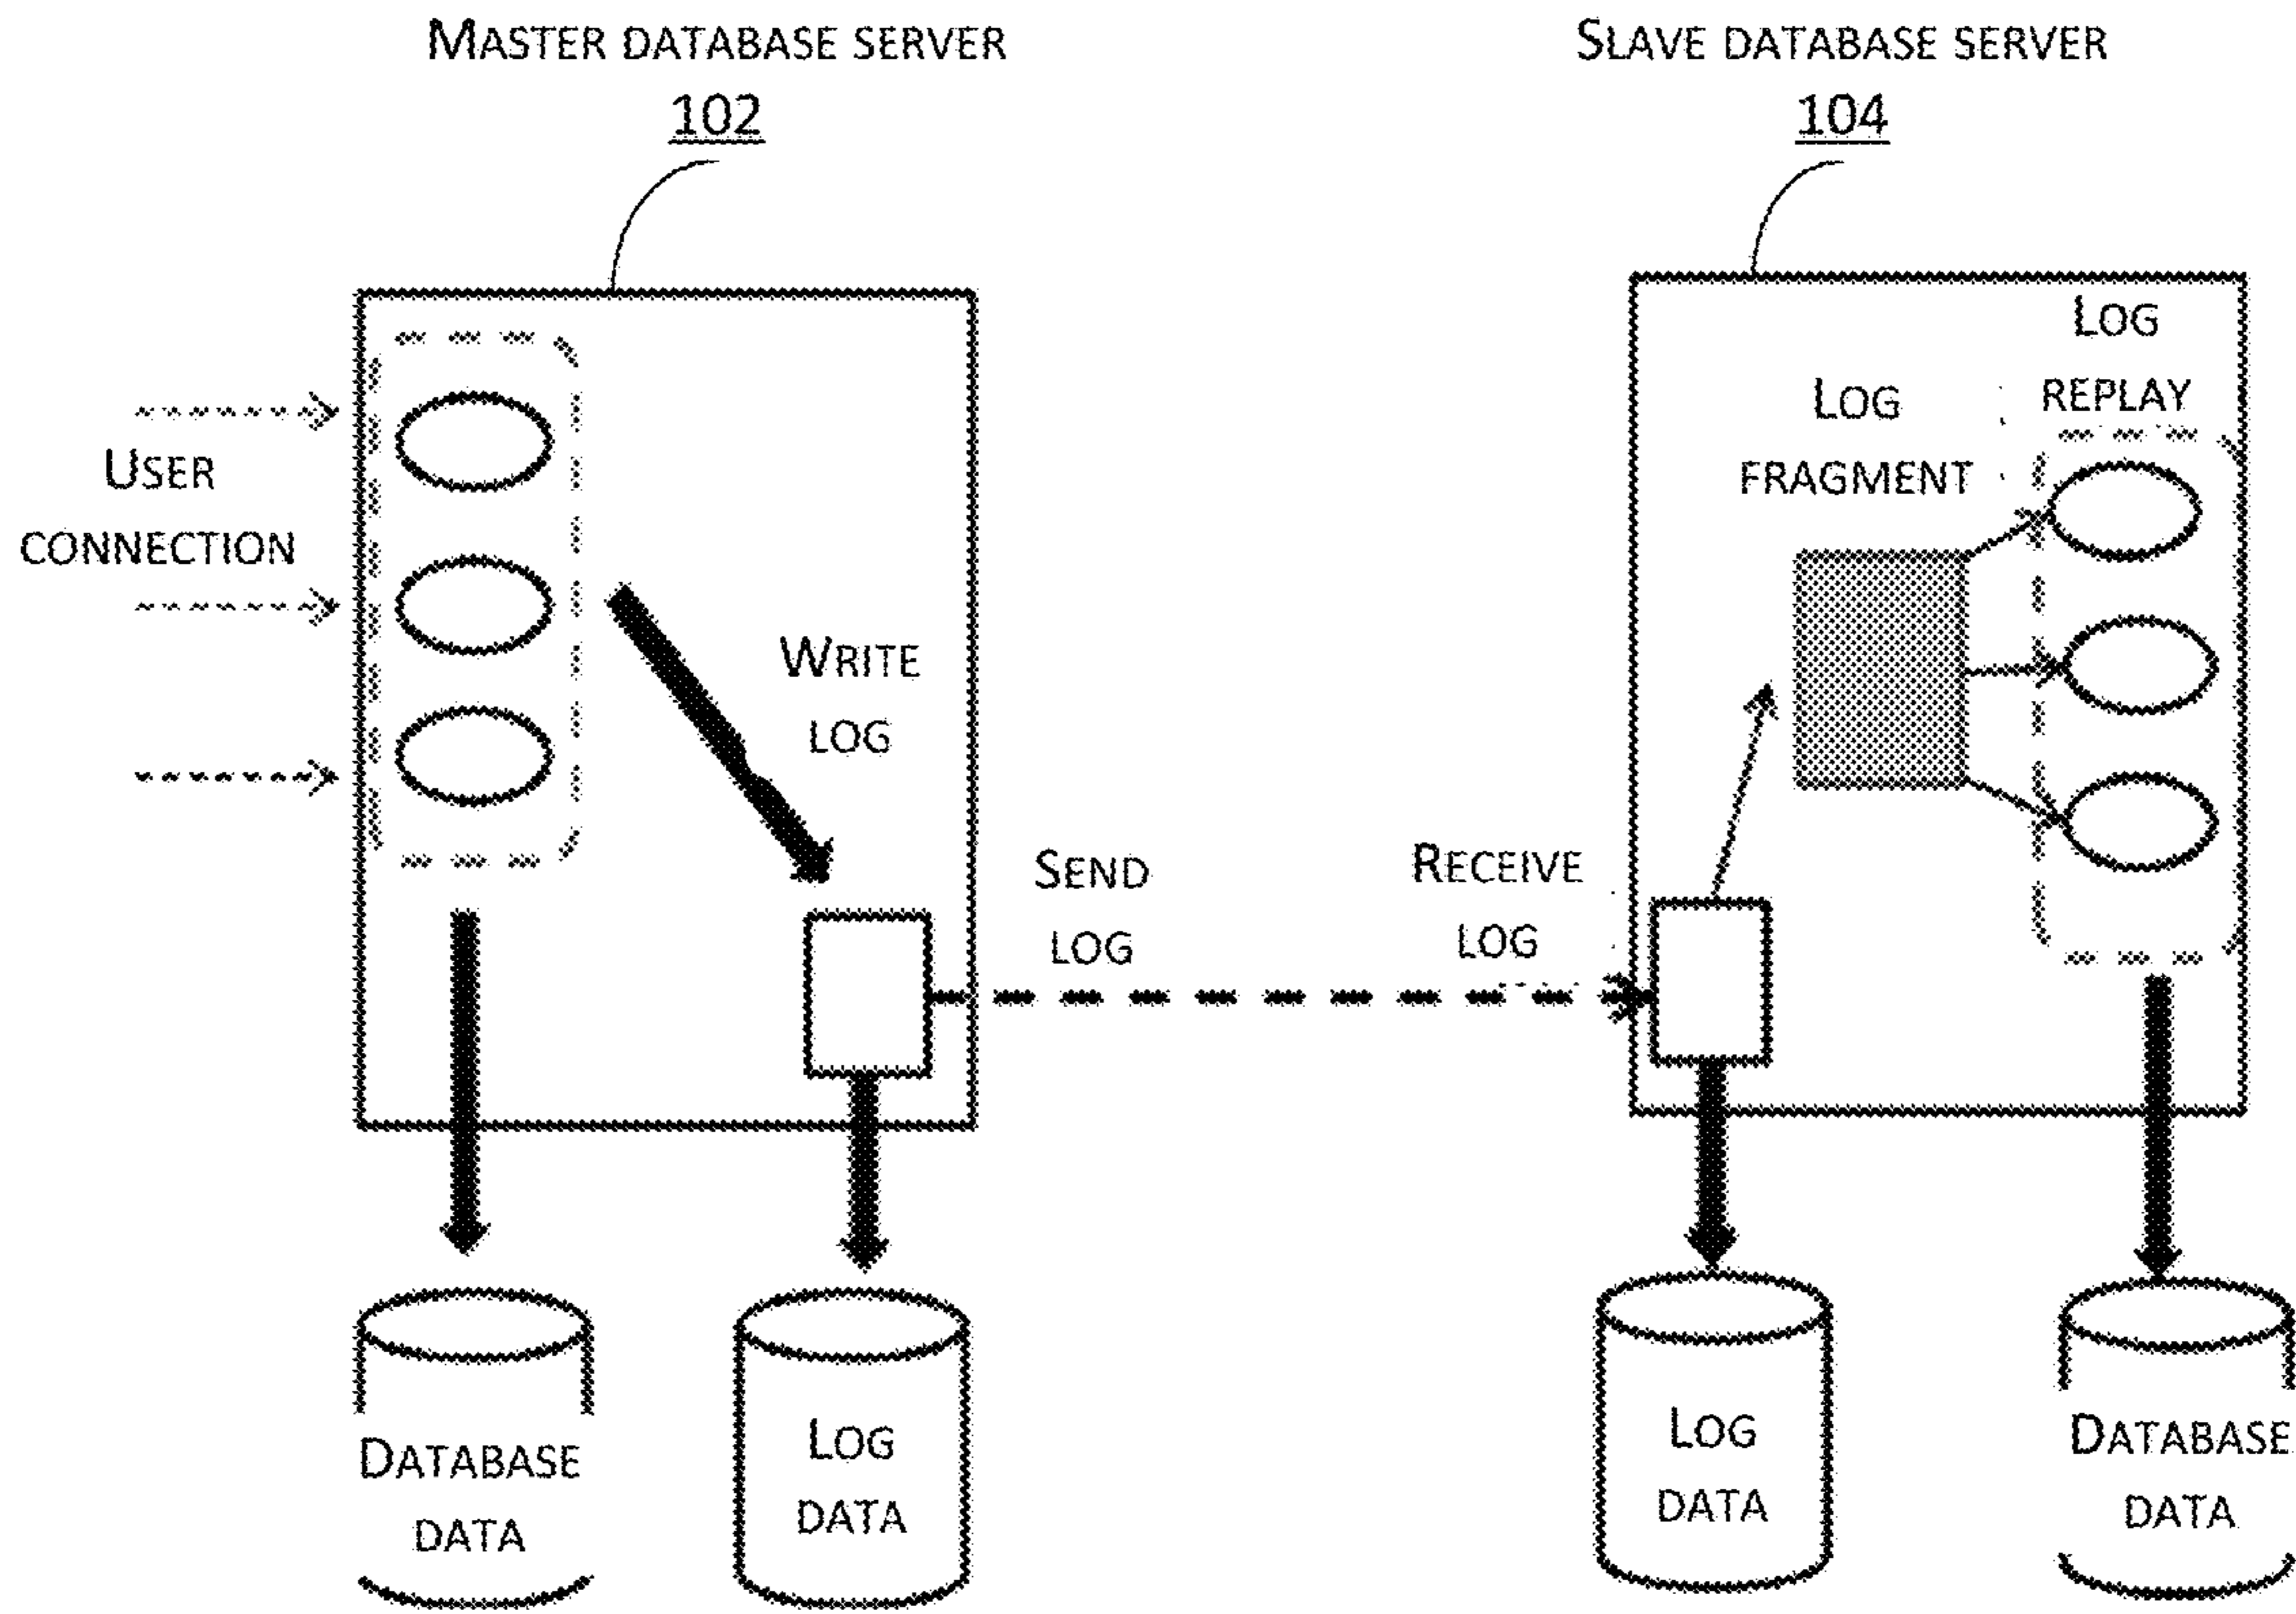 MASTER DATABASE SERVER
102
SLAVE DATABASE SERVER
104
USER
CONNECTION
WRITE
LOG
SEND
LOG
RECEIVE
LOG
LOG
FRAGMENT
LOG
REPLAY
DATABASE
DATA
LOG
DATA
LOG
DATA
DATABASE
DATA